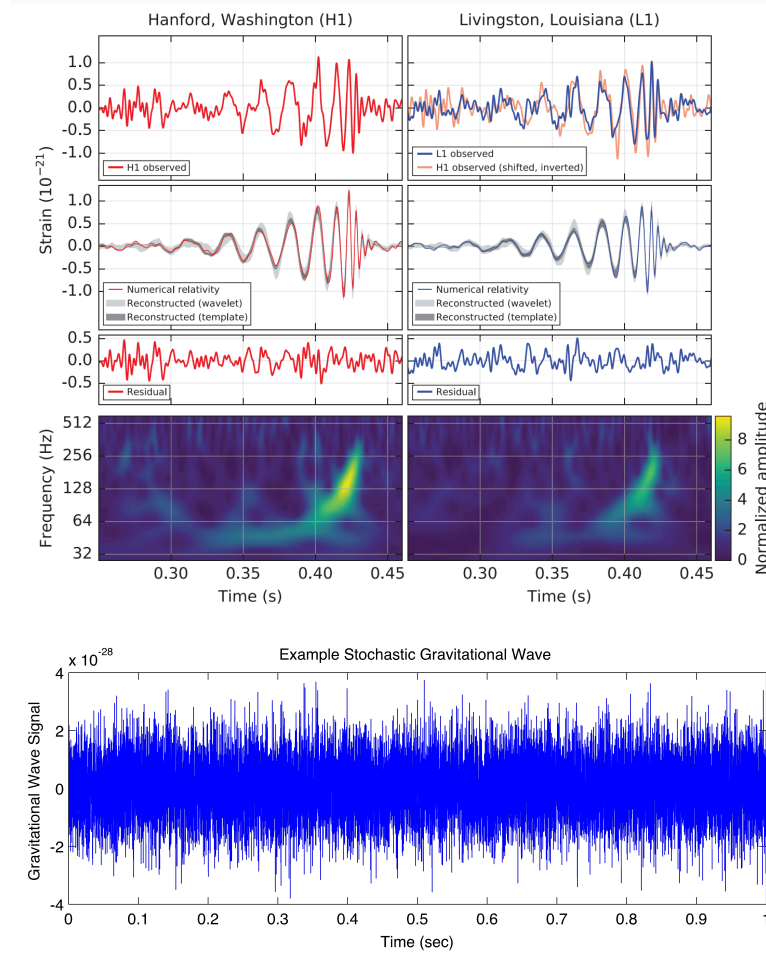 Hanford, Washington (H1)
Livingston, Louisiana (L1)
Strain (10⁻²¹)
1.0
0.5
0.0
-0.5
-1.0
H1 observed
L1 observed
H1 observed (shifted, inverted)
1.0
0.5
0.0
-0.5
-1.0
Numerical relativity
Reconstructed (wavelet)
Reconstructed (template)
Numerical relativity
Reconstructed (wavelet)
Reconstructed (template)
0.5
0.0
-0.5
Residual
Residual
Frequency (Hz)
512
256
128
64
32
0.30
0.35
0.40
0.45
Time (s)
0.30
0.35
0.40
0.45
Time (s)
8
6
4
2
0
Normalized amplitude
Example Stochastic Gravitational Wave
x 10⁻²⁸
Gravitational Wave Signal
4
2
0
-2
-4
0
0.1
0.2
0.3
0.4
0.5
0.6
0.7
0.8
0.9
1
Time (sec)